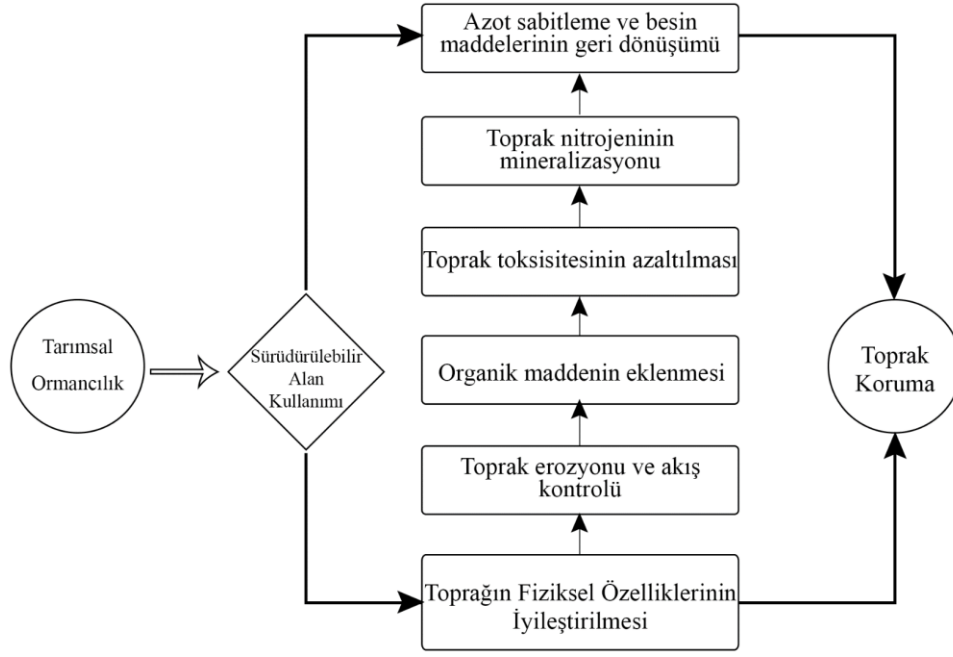 Azot sabitleme ve besin
maddelerinin geri dönüşümü
Toprak nitrojeninin
mineralizasyonu
Toprak toksisitesinin azaltılması
Tarımsal
Ormancılık
Sürüdürülebilir
Alan
Kullanımı
Organik maddenin eklenmesi
Toprak
Koruma
Toprak erozyonu ve akış
kontrolü
Toprağın Fiziksel Özelliklerinin
İyileştirilmesi